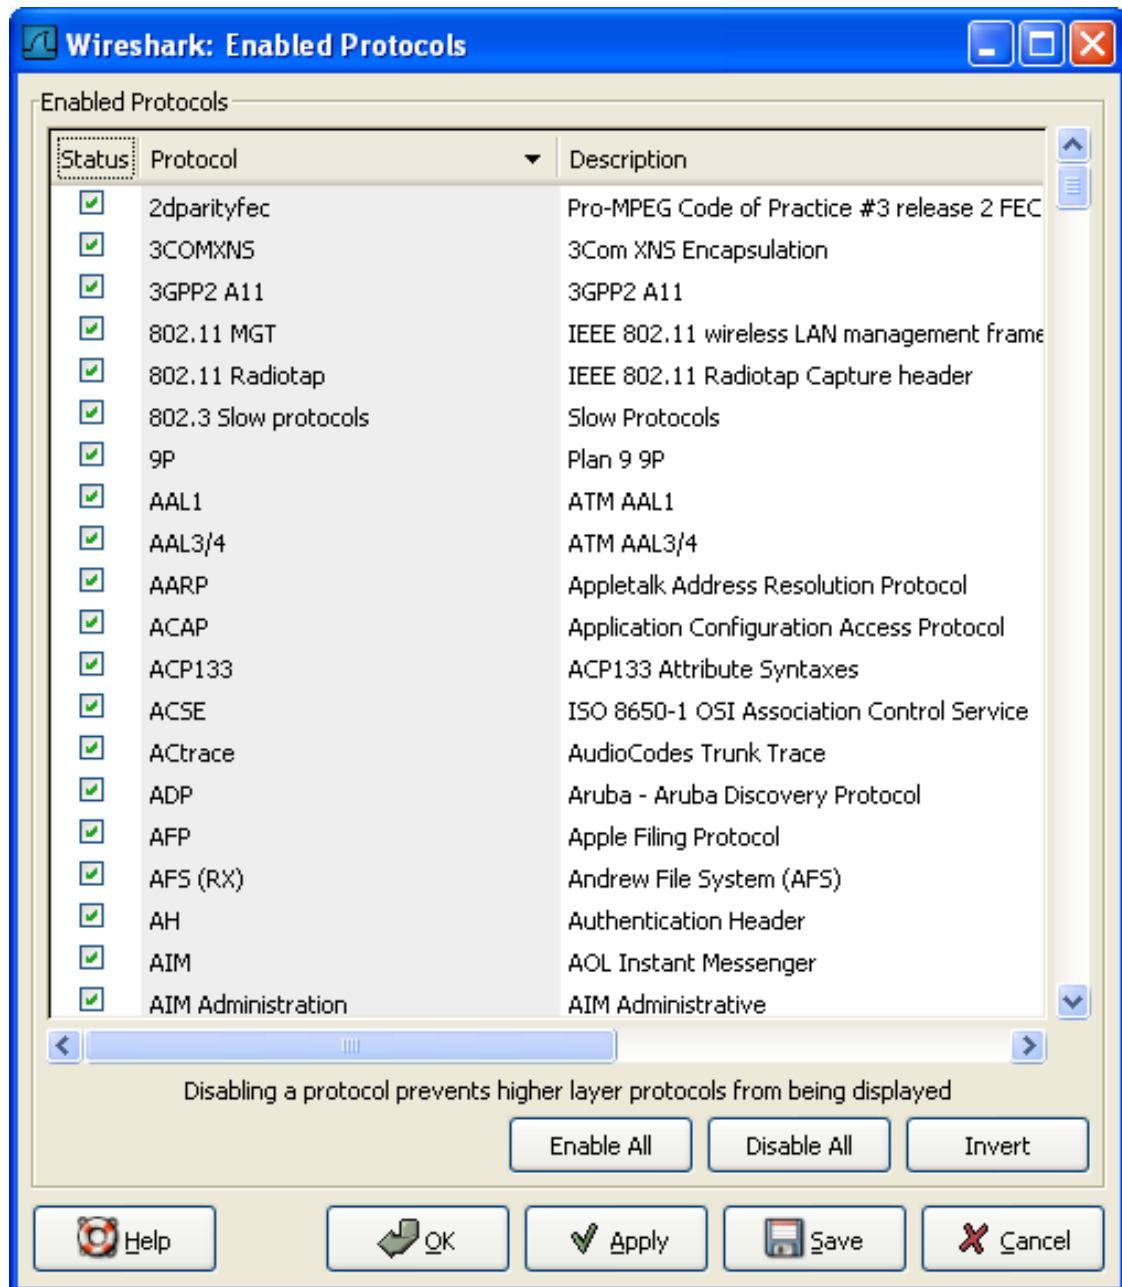 Wireshark: Enabled Protocols
Enabled Protocols
Status Protocol Description
2dparityfec Pro-MPEG Code of Practice #3 release 2 FEC
3COMXNS 3Com XNS Encapsulation
3GPP2 A11 3GPP2 A11
802.11 MGT IEEE 802.11 wireless LAN management frame
802.11 Radiotap IEEE 802.11 Radiotap Capture header
802.3 Slow protocols Slow Protocols
9P Plan 9 9P
AAL1 ATM AAL1
AAL3/4 ATM AAL3/4
AARP Appletalk Address Resolution Protocol
ACAP Application Configuration Access Protocol
ACP133 ACP133 Attribute Syntaxes
ACSE ISO 8650-1 OSI Association Control Service
ACtrace AudioCodes Trunk Trace
ADP Aruba - Aruba Discovery Protocol
AFP Apple Filing Protocol
AFS (RX) Andrew File System (AFS)
AH Authentication Header
AIM AOL Instant Messenger
AIM Administration AIM Administrative
Disabling a protocol prevents higher layer protocols from being displayed
Enable All Disable All Invert
Help OK Apply Save Cancel